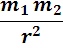 m₁ m₂
r²